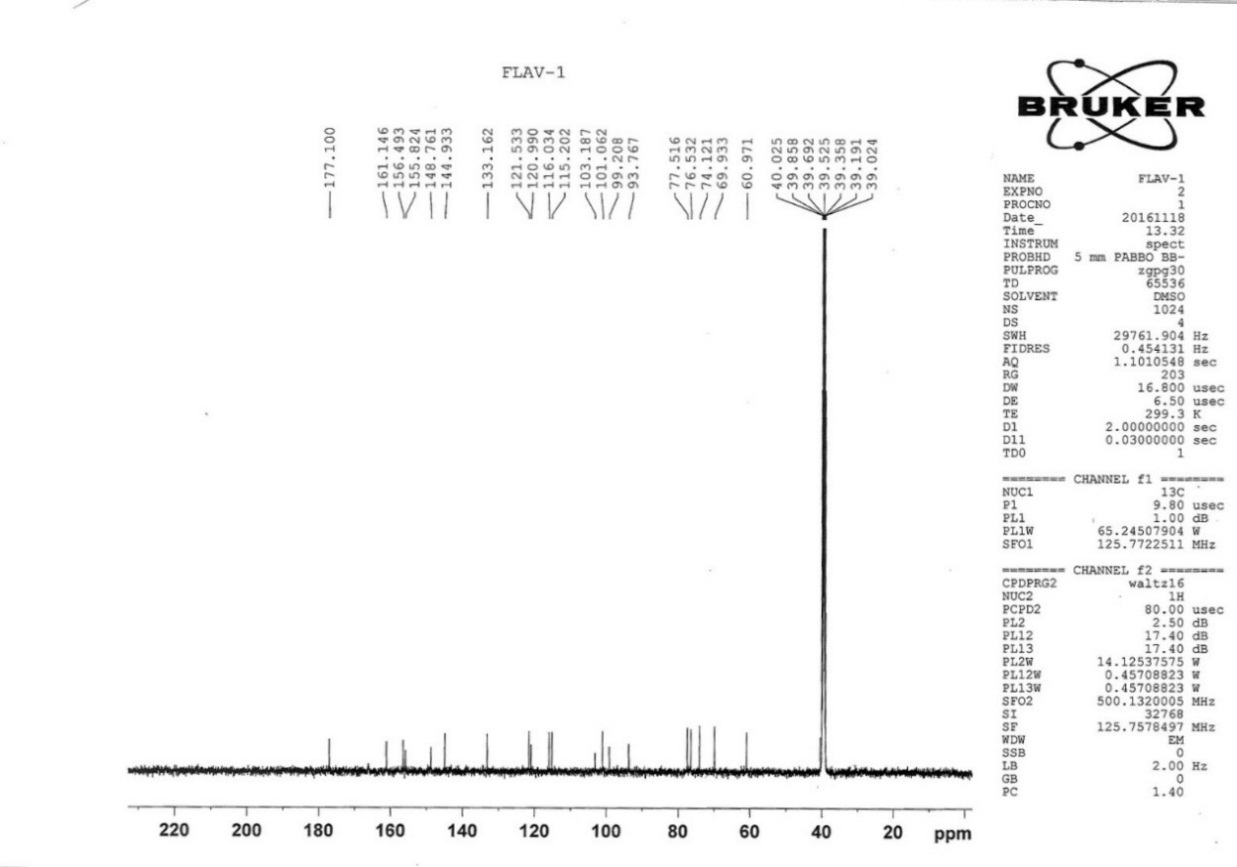 FLAV-1
177.100
161.146
156.493
155.824
148.761
144.933
133.162
121.533
120.990
116.034
115.202
103.187
101.062
99.208
93.767
77.516
76.532
74.121
69.933
60.971
40.025
39.858
39.692
39.525
39.358
39.191
39.024
220 200 180 160 140 120 100 80 60 40 20 ppm
BRUKER
NAME FLAV-1
EXPNO 2
PROCNO 1
Date_ 20161118
Time 13.32
INSTRUM spect
PROBHD 5 mm PABBO BB-
PULPROG zgpg30
TD 65536
SOLVENT DMSO
NS 1024
DS 4
SWH 29761.904 Hz
FIDRES 0.454131 Hz
AQ 1.1010548 sec
RG 203
DW 16.800 usec
DE 6.50 usec
TE 299.3 K
D1 2.00000000 sec
D11 0.03000000 sec
TD0 1
======== CHANNEL f1 ========
NUC1 13C
P1 9.80 usec
PL1 1.00 dB
PL1W 65.24507904 W
SFO1 125.7722511 MHz
======== CHANNEL f2 ========
CPDPRG2 waltz16
NUC2 1H
PCPD2 80.00 usec
PL2 2.50 dB
PL12 17.40 dB
PL13 17.40 dB
PL2W 14.12537575 W
PL12W 0.45708823 W
PL13W 0.45708823 W
SFO2 500.1320005 MHz
SI 32768
SF 125.7578497 MHz
WDW EM
SSB 0
LB 2.00 Hz
GB 0
PC 1.40